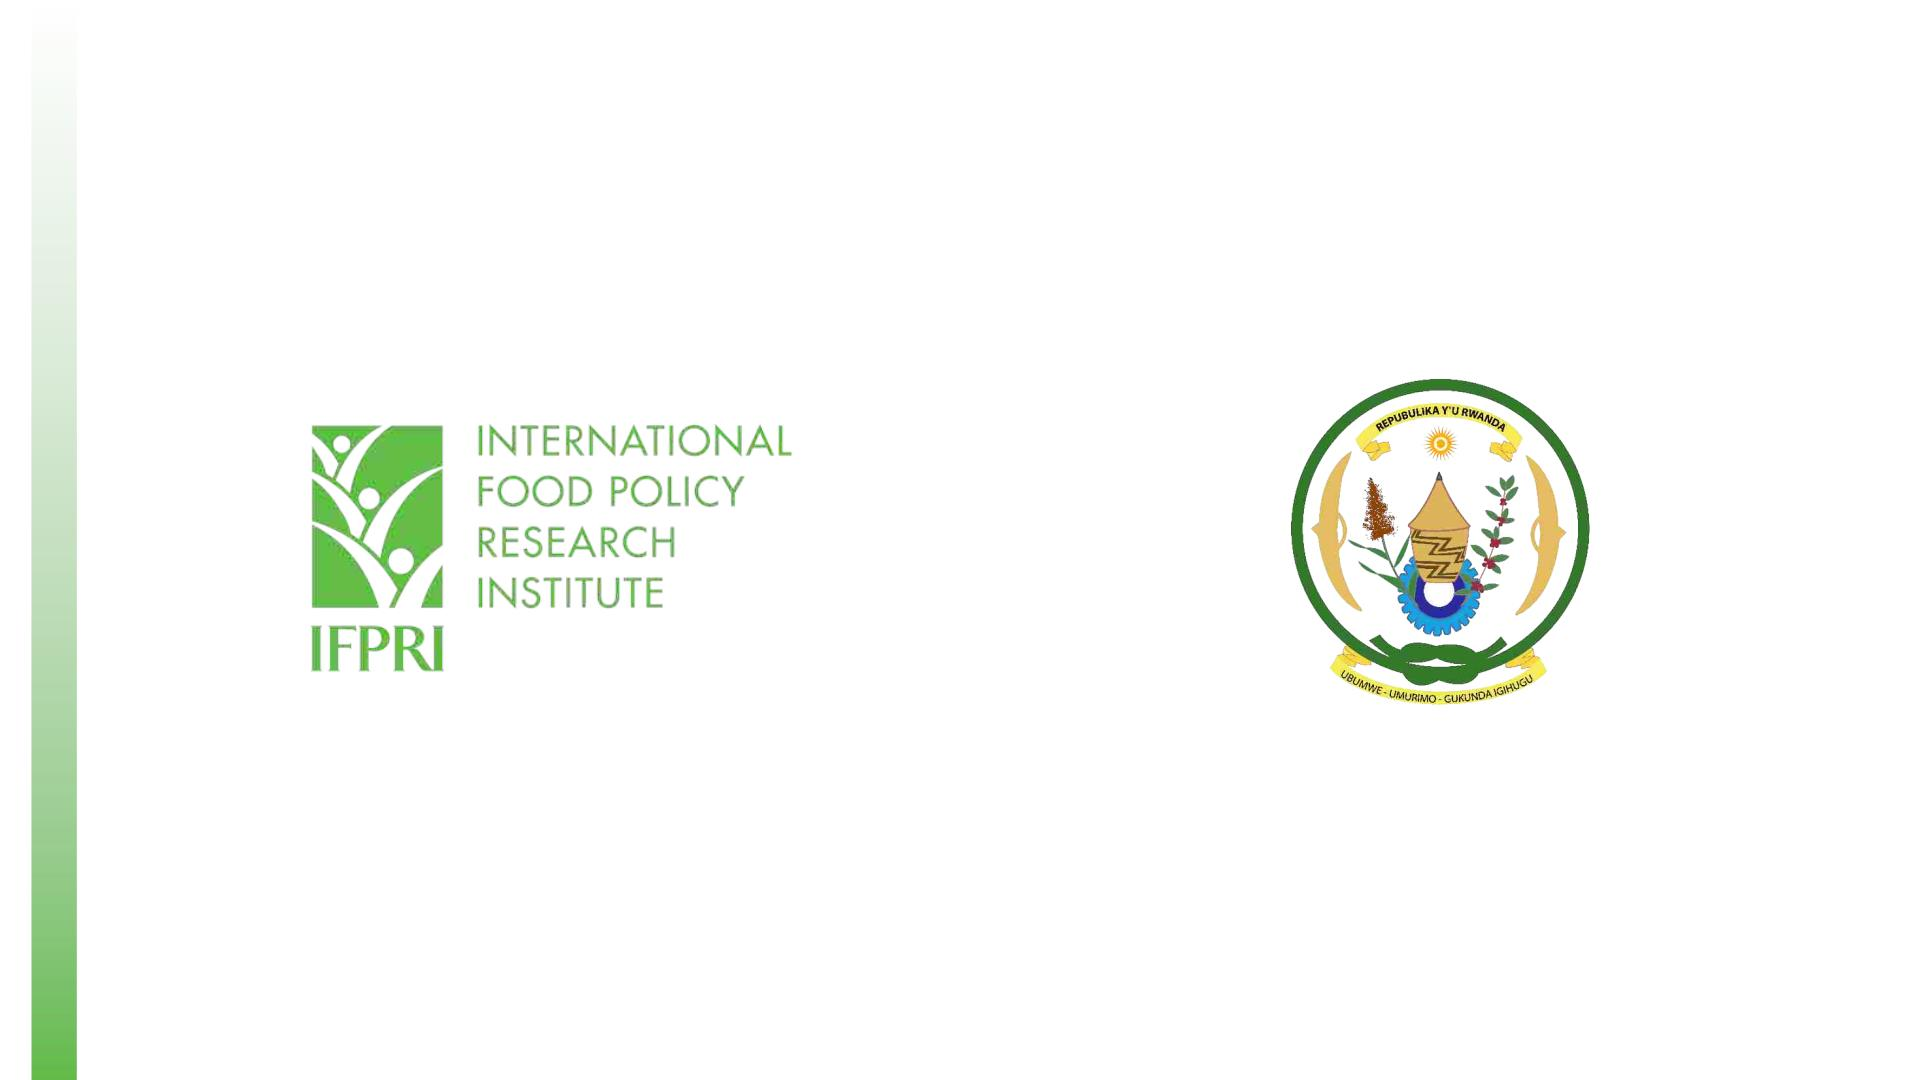 INTERNATIONAL
FOOD POLICY
RESEARCH
INSTITUTE
IFPRI
REPUBULIKA Y'U RWANDA
UBUMWE - UMURIMO - GUKUNDA IGIHUGU